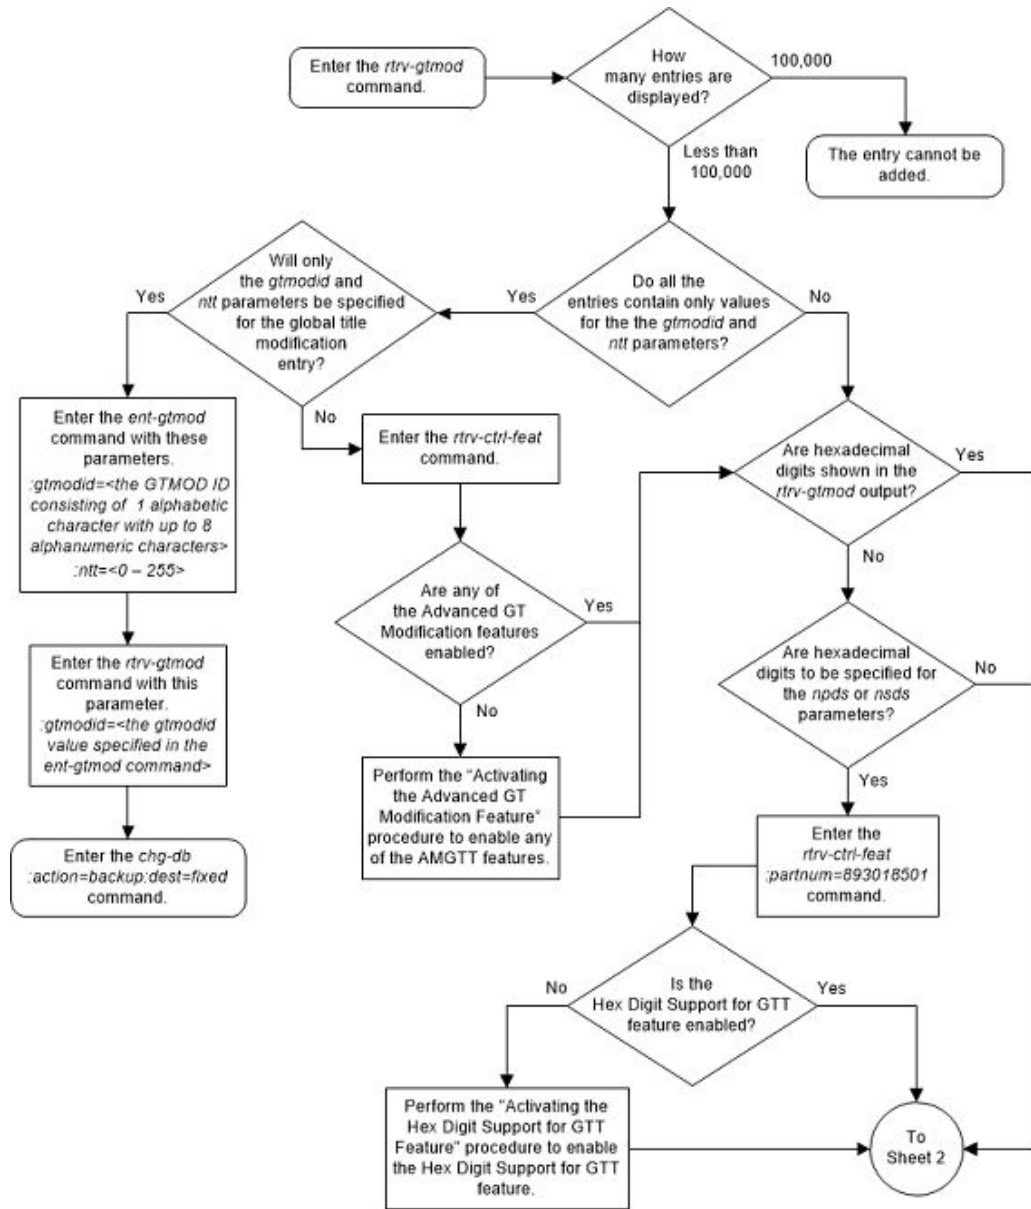 Enter the rtrv-gtmod
command.
How
many entries are
displayed?
100,000
The entry cannot be
added.
Less than
100,000
Do all the
entries contain only values
for the the gtmodid and
ntt parameters?
Yes
No
Will only
the gtmodid and
ntt parameters be specified
for the global title
modification
entry?
Yes
No
Enter the ent-gtmod
command with these
parameters.
:gtmodid=<the GTMOD ID
consisting of 1 alphabetic
character with up to 8
alphanumeric characters>
:ntt=<0 – 255>
Enter the rtrv-gtmod
command with this
parameter.
:gtmodid=<the gtmodid
value specified in the
ent-gtmod command>
Enter the chg-db
:action=backup:dest=fixed
command.
Enter the rtrv-ctrl-feat
command.
Are any of
the Advanced GT
Modification features
enabled?
Yes
No
Perform the “Activating
the Advanced GT
Modification Feature”
procedure to enable any
of the AMGTT features.
Are hexadecimal
digits shown in the
rtrv-gtmod output?
Yes
No
Are hexadecimal
digits to be specified for
the npds or nsds
parameters?
No
Yes
Enter the
rtrv-ctrl-feat
:partnum=893018501
command.
Is the
Hex Digit Support for GTT
feature enabled?
No
Yes
Perform the "Activating the
Hex Digit Support for GTT
Feature" procedure to enable
the Hex Digit Support for GTT
feature.
To
Sheet 2